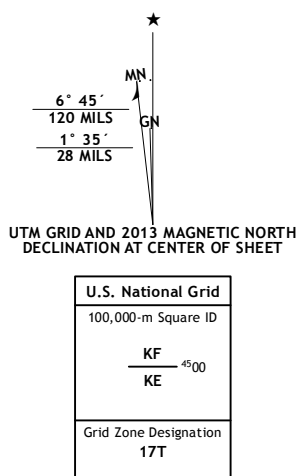 ★
MN
6° 45´
120 MILS
GN
1° 35´
28 MILS
UTM GRID AND 2013 MAGNETIC NORTH
DECLINATION AT CENTER OF SHEET
U.S. National Grid
100,000-m Square ID
KF
4500
KE
Grid Zone Designation
17T